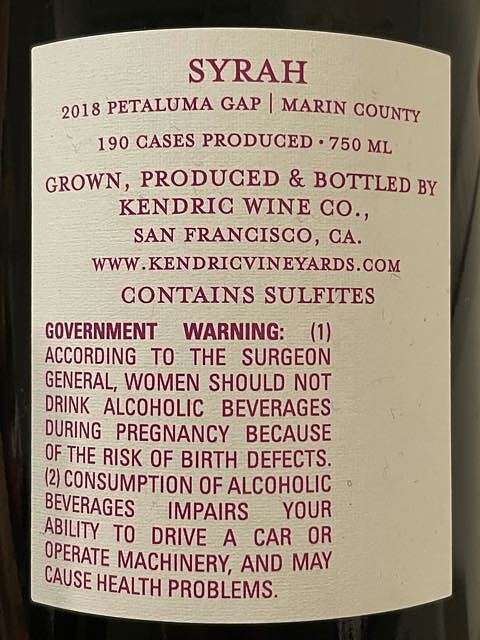 SYRAH
2018 PETALUMA GAP | MARIN COUNTY
190 CASES PRODUCED • 750 ML
GROWN, PRODUCED & BOTTLED BY
KENDRIC WINE CO.,
SAN FRANCISCO, CA.
WWW.KENDRICVINEYARDS.COM
CONTAINS SULFITES
GOVERNMENT WARNING: (1)
ACCORDING TO THE SURGEON
GENERAL, WOMEN SHOULD NOT
DRINK ALCOHOLIC BEVERAGES
DURING PREGNANCY BECAUSE
OF THE RISK OF BIRTH DEFECTS.
(2) CONSUMPTION OF ALCOHOLIC
BEVERAGES IMPAIRS YOUR
ABILITY TO DRIVE A CAR OR
OPERATE MACHINERY, AND MAY
CAUSE HEALTH PROBLEMS.